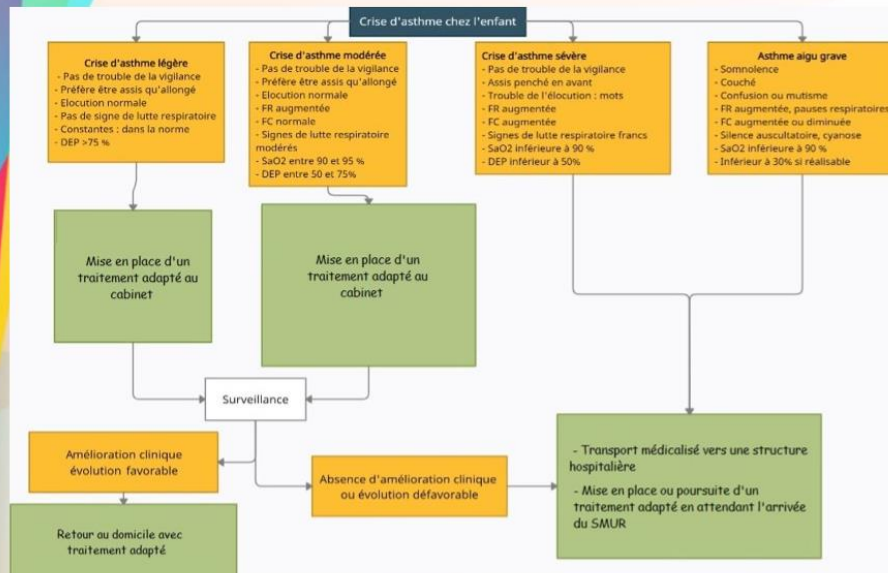 Crise d'asthme chez l'enfant
Crise d'asthme légère
- Pas de trouble de la vigilance
- Préfère être assis qu'allongé
- Elocution normale
- Pas de signe de lutte respiratoire
- Constantes : dans la norme
- DEP >75 %
Crise d'asthme modérée
- Pas de trouble de la vigilance
- Préfère être assis qu'allongé
- Elocution normale
- FR augmentée
- FC normale
- Signes de lutte respiratoire
modérés
- SaO2 entre 90 et 95 %
- DEP entre 50 et 75%
Crise d'asthme sévère
- Pas de trouble de la vigilance
- Assis penché en avant
- Trouble de l'élocution : mots
- FR augmentée
- FC augmentée
- Signes de lutte respiratoire francs
- SaO2 inférieure à 90 %
- DEP inférieur à 50%
Asthme aigu grave
- Somnolence
- Couché
- Confusion ou mutisme
- FR augmentée, pauses respiratoires
- FC augmentée ou diminuée
- Silence auscultatoire, cyanose
- SaO2 inférieure à 90 %
- Inférieur à 30% si réalisable
Mise en place d'un
traitement adapté au
cabinet
Mise en place d'un
traitement adapté au
cabinet
Surveillance
Amélioration clinique
évolution favorable
Absence d'amélioration clinique
ou évolution défavorable
- Transport médicalisé vers une structure
hospitalière
- Mise en place ou poursuite d'un
traitement adapté en attendant l'arrivée
du SMUR
Retour au domicile avec
traitement adapté